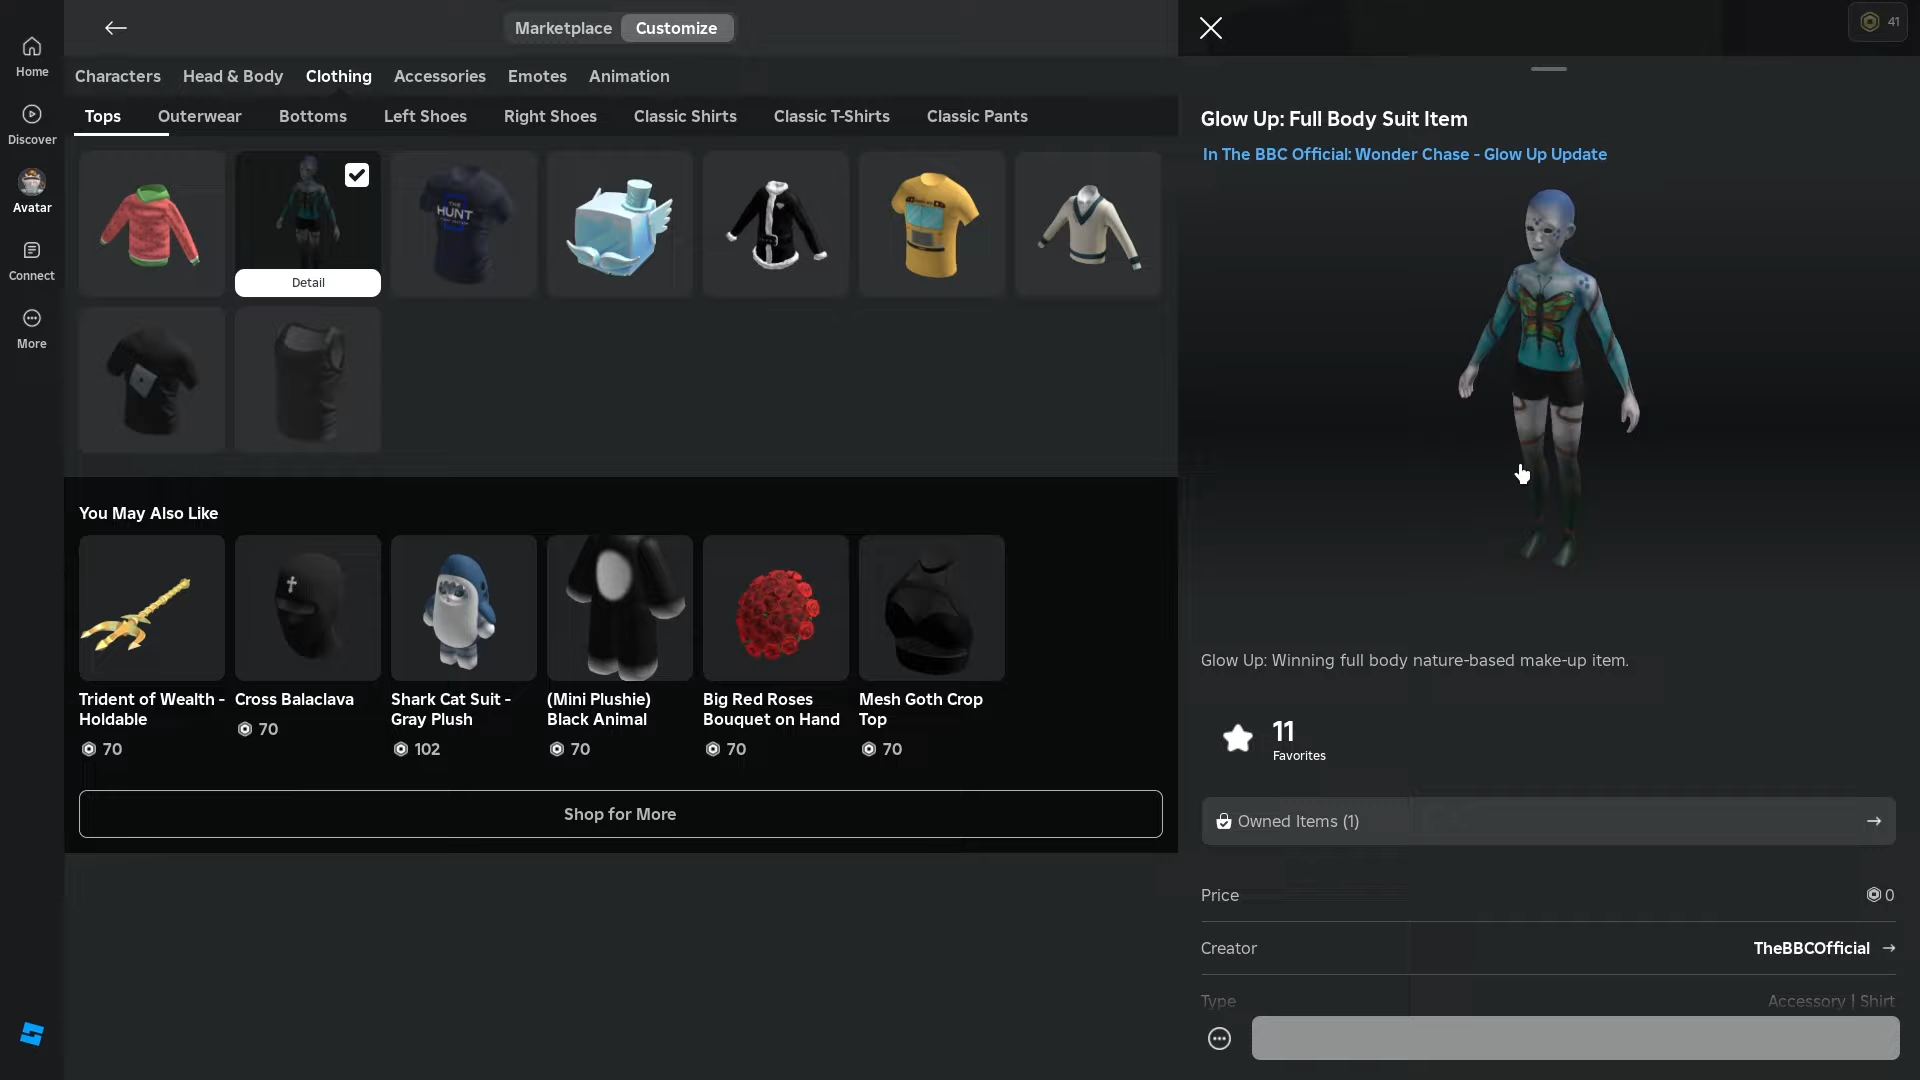 Marketplace
Customize
41
Home
Discover
Avatar
Connect
More
Characters
Head & Body
Clothing
Accessories
Emotes
Animation
Tops
Outerwear
Bottoms
Left Shoes
Right Shoes
Classic Shirts
Classic T-Shirts
Classic Pants
THE
HUNT
Detail
You May Also Like
Trident of Wealth -
Holdable
70
Cross Balaclava
70
Shark Cat Suit -
Gray Plush
102
(Mini Plushie)
Black Animal
70
Big Red Roses
Bouquet on Hand
70
Mesh Goth Crop
Top
70
Shop for More
Glow Up: Full Body Suit Item
In The BBC Official: Wonder Chase - Glow Up Update
Glow Up: Winning full body nature-based make-up item.
11
Favorites
Owned Items (1)
Price
0
Creator
TheBBCOfficial
Type
Accessory | Shirt